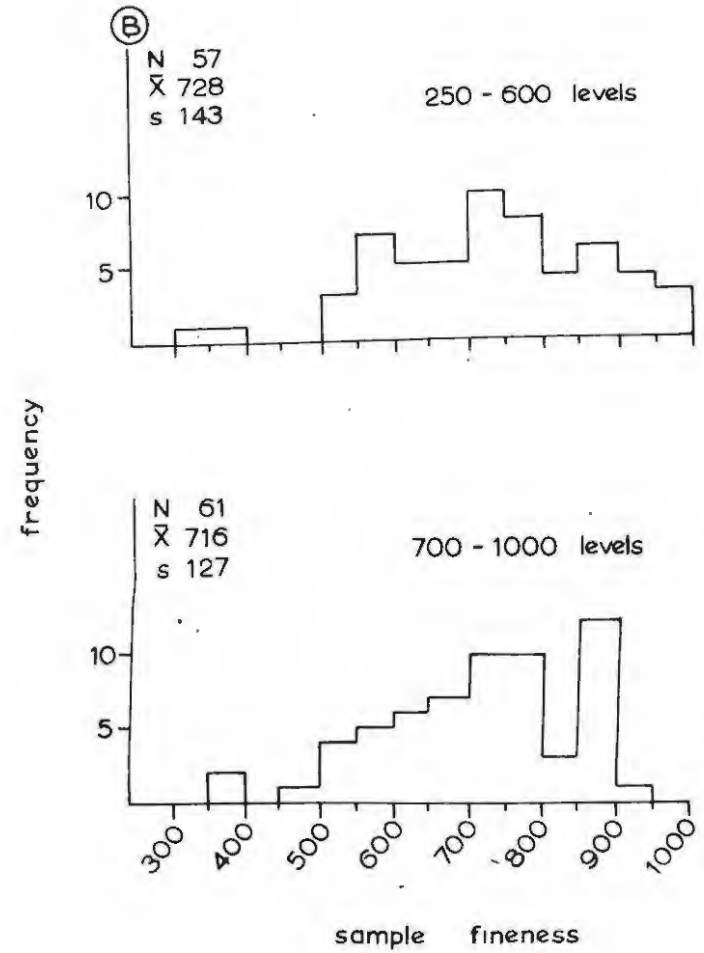 B
N 57
X̄ 728
s 143
250 - 600 levels
10
5
frequency
N 61
X̄ 716
s 127
700 - 1000 levels
10
5
300 400 500 600 700 800 900 1000
sample fineness